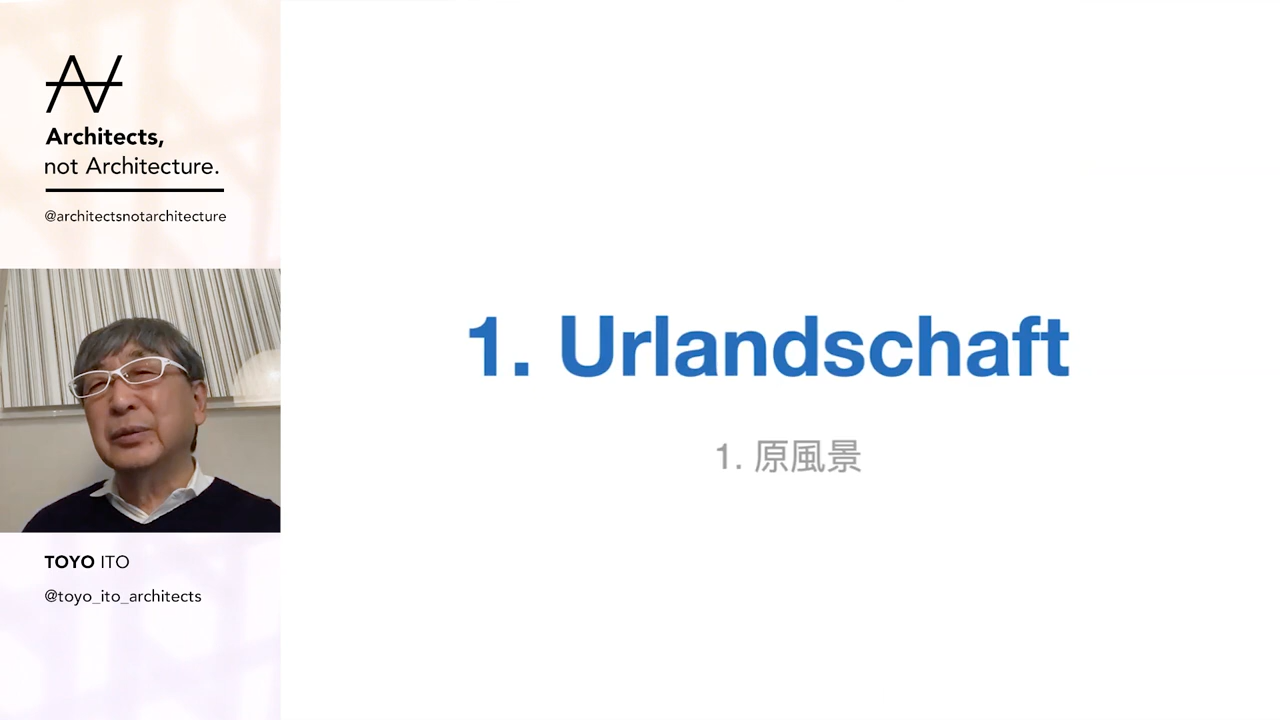 Architects,
not Architecture.
@architectsnotarchitecture
TOYO ITO
@toyo_ito_architects
1. Urlandschaft
1. 原風景